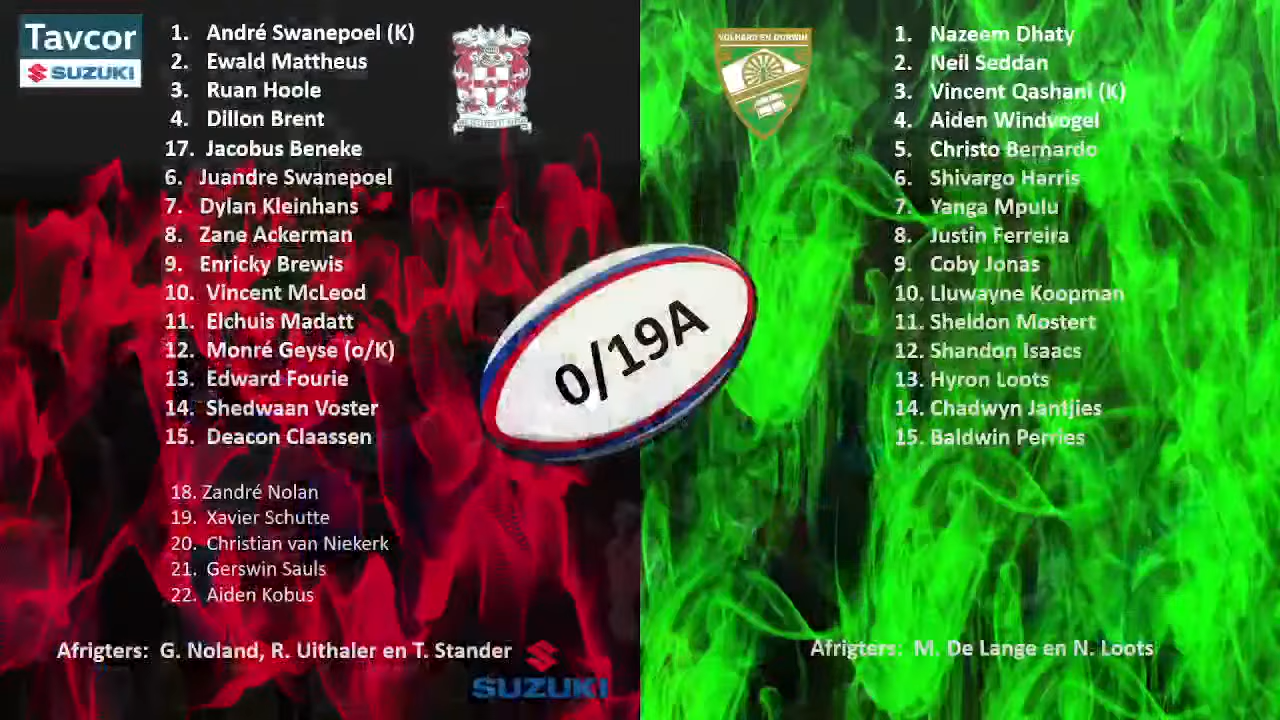 Tavcor
SUZUKI
1. André Swanepoel (K)
2. Ewald Mattheus
3. Ruan Hoole
4. Dillon Brent
17. Jacobus Beneke
6. Juandre Swanepoel
7. Dylan Kleinhans
8. Zane Ackerman
9. Enricky Brewis
10. Vincent McLeod
11. Elchuis Madatt
12. Monré Geyse (o/K)
13. Edward Fourie
14. Shedwaan Voster
15. Deacon Claassen
18. Zandré Nolan
19. Xavier Schutte
20. Christian van Niekerk
21. Gerswin Sauls
22. Aiden Kobus
Afrigters: G. Noland, R. Uithaler en T. Stander
SUZUKI
0/19A
VOLHARD EN DURWIN
1. Nazeem Dhaty
2. Neil Seddan
3. Vincent Qashani (K)
4. Aiden Windvogel
5. Christo Bernardo
6. Shivargo Harris
7. Yanga Mpulu
8. Justin Ferreira
9. Coby Jonas
10. Lluwayne Koopman
11. Sheldon Mostert
12. Shandon Isaacs
13. Hyron Loots
14. Chadwyn Jantjies
15. Baldwin Perries
Afrigters: M. De Lange en N. Loots